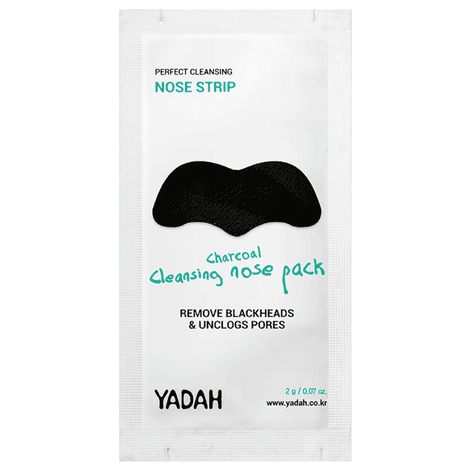 PERFECT CLEANSING
NOSE STRIP
Charcoal
Cleansing nose pack
REMOVE BLACKHEADS
& UNCLOGS PORES
2 g / 0.07 oz.
YADAH
www.yadah.co.kr